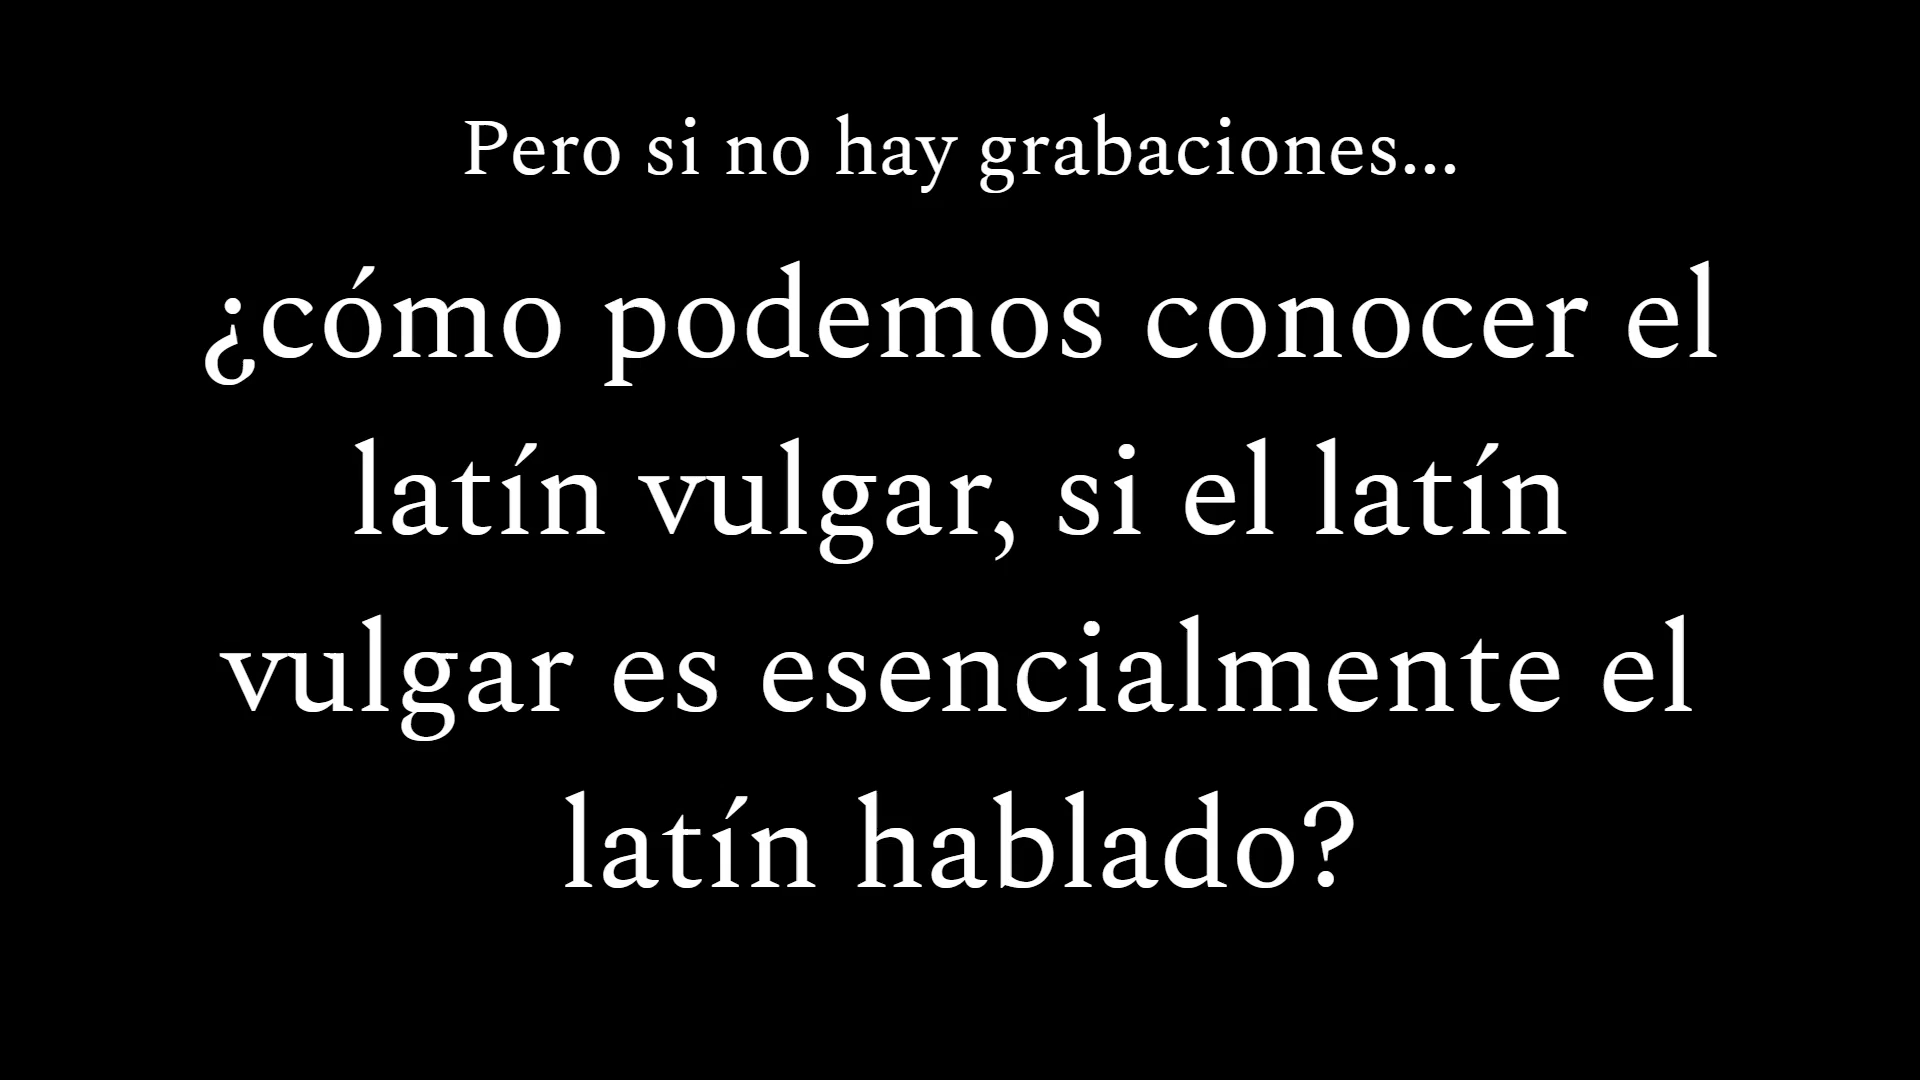 Pero si no hay grabaciones...
¿cómo podemos conocer el
latín vulgar, si el latín
vulgar es esencialmente el
latín hablado?